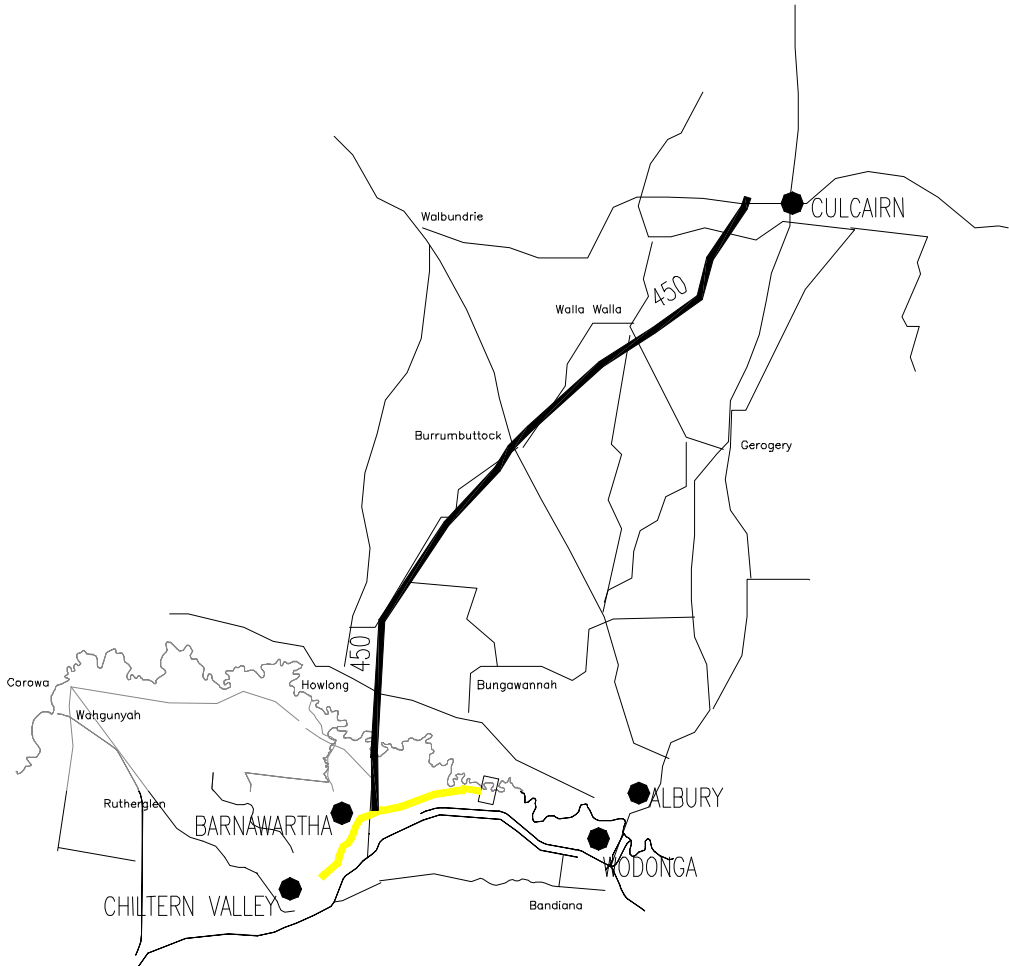 CULCAIRN
Walbundrie
450
Walla Walla
Burrumbuttock
Gerogery
450
Corowa
Howlong
Bungawannah
Wahgunyah
Rutherglen
BARNAWARTHA
ALBURY
WODONGA
CHILTERN VALLEY
Bandiana